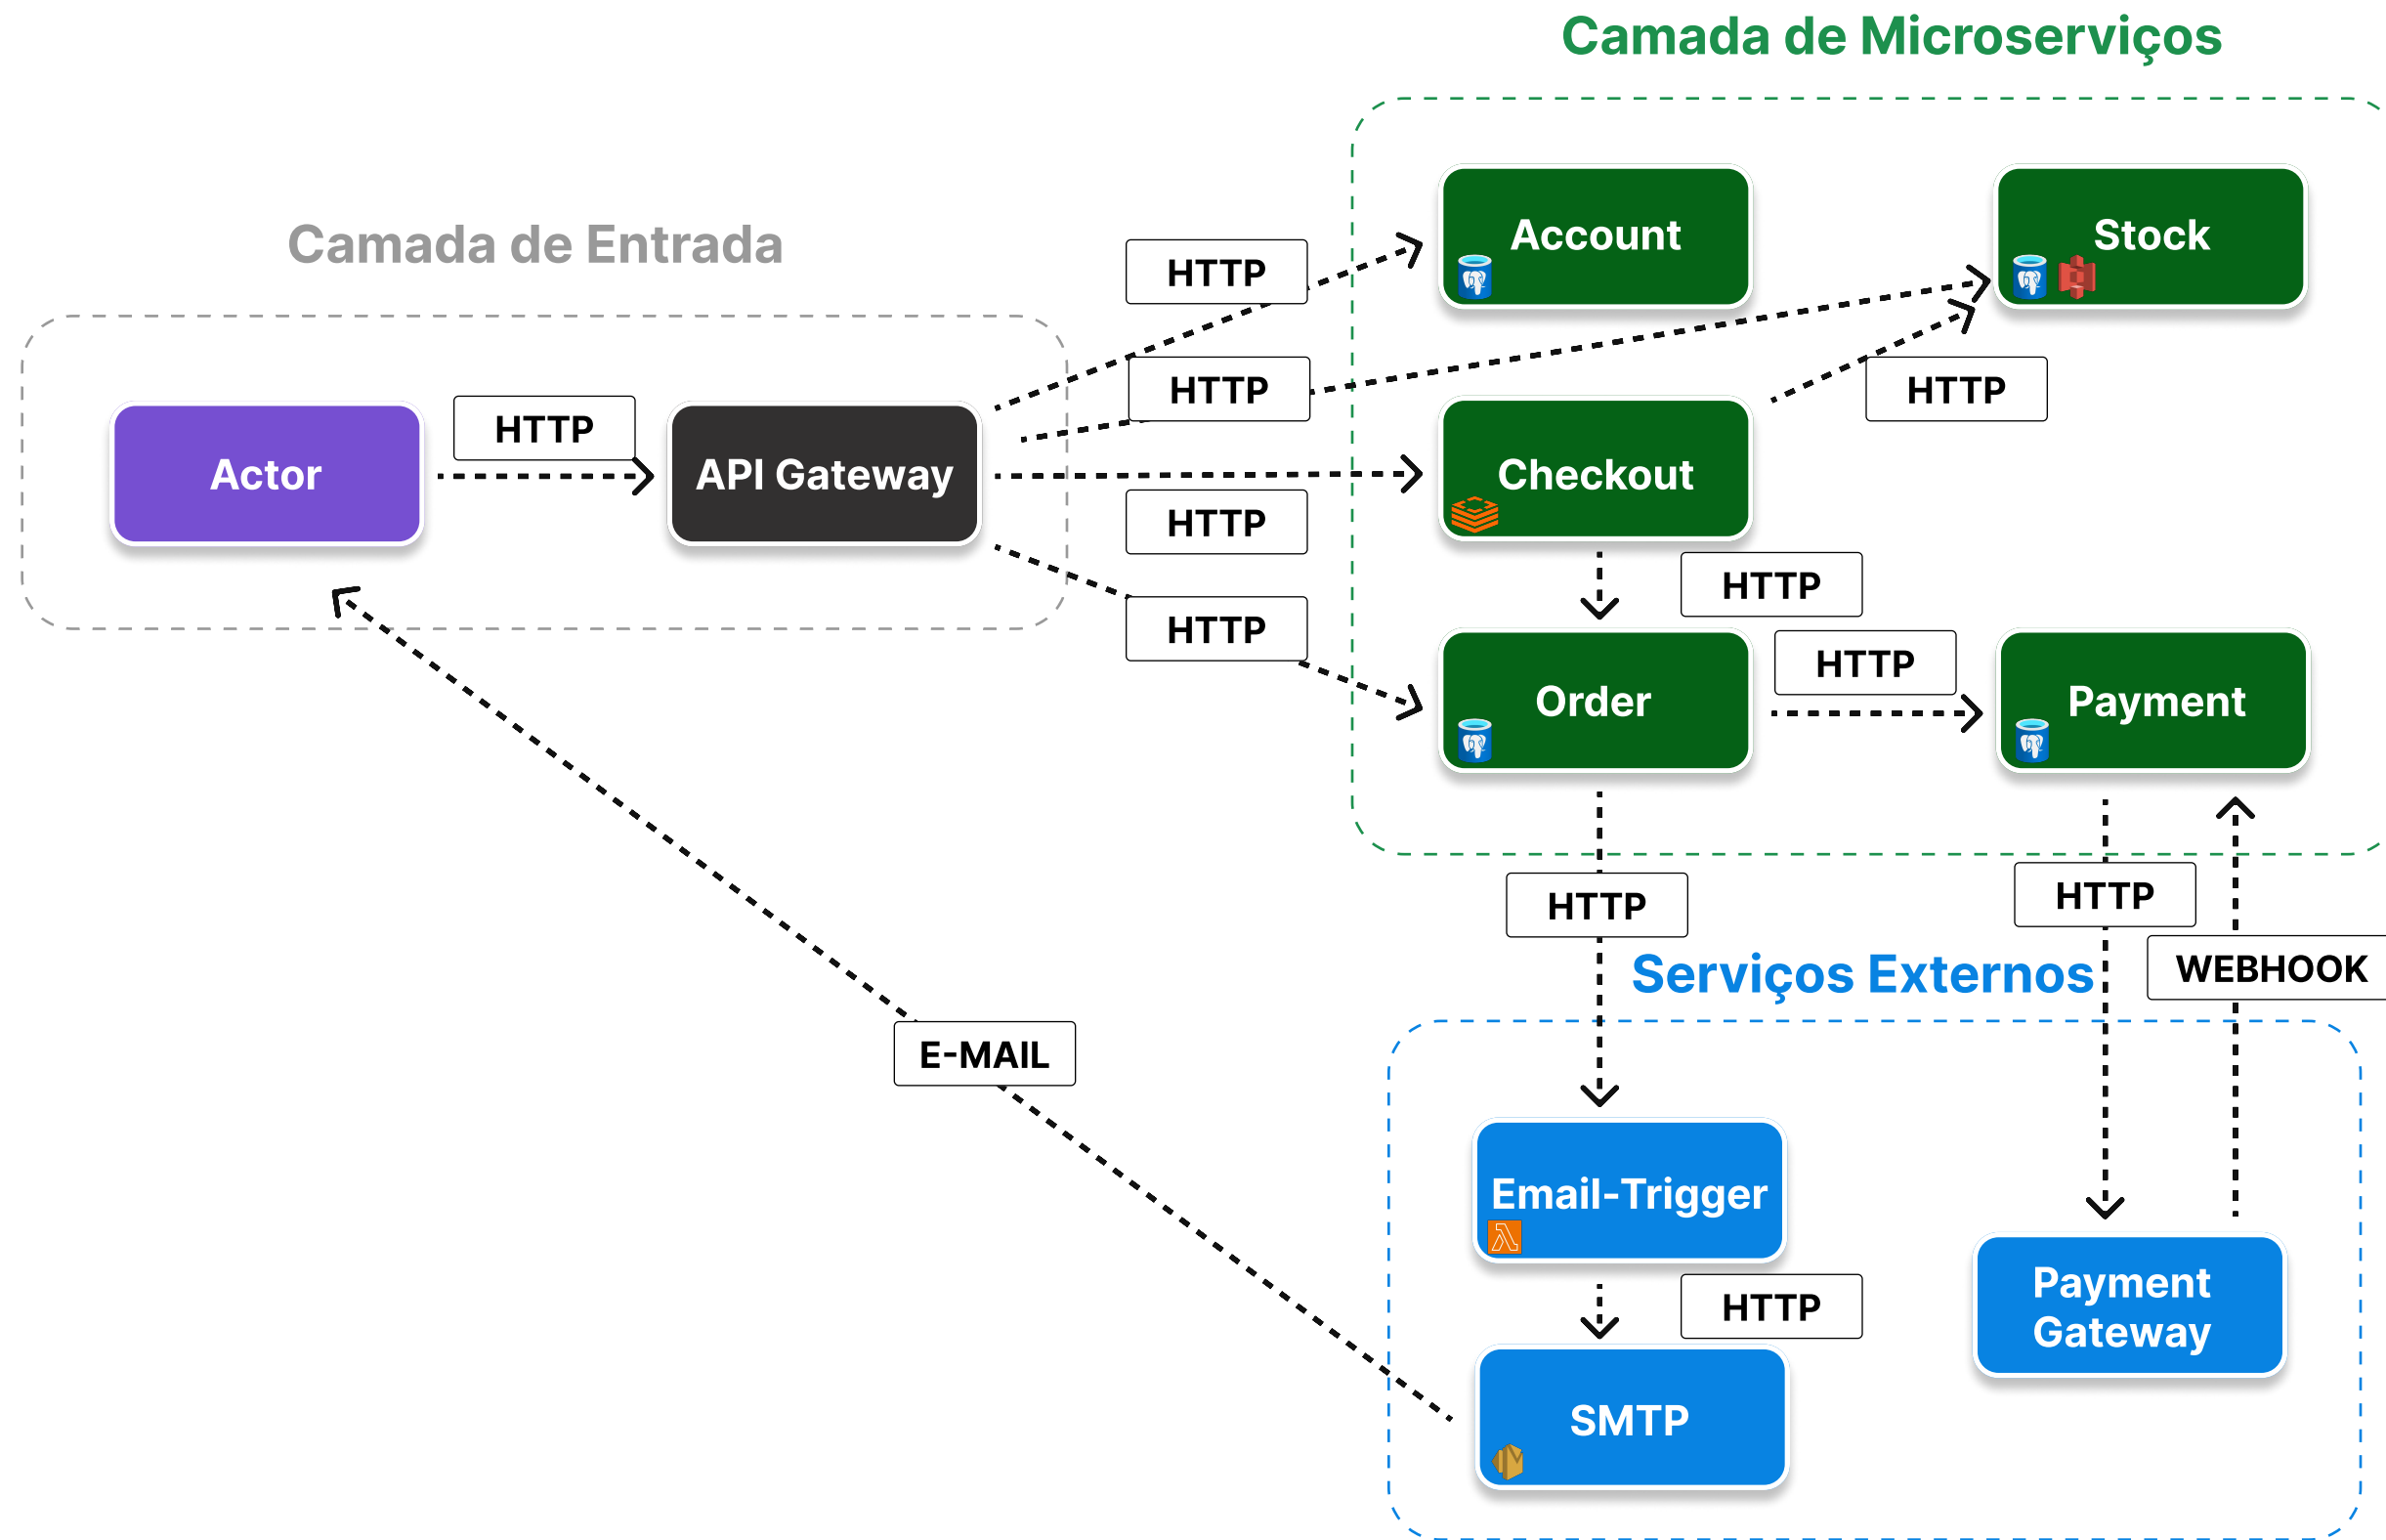 Camada de Microserviços
Camada de Entrada
Account
Stock
HTTP
HTTP
HTTP
HTTP
Actor
API Gateway
Checkout
HTTP
HTTP
HTTP
HTTP
Order
Payment
HTTP
HTTP
Serviços Externos
WEBHOOK
E-MAIL
Email-Trigger
HTTP
Payment
Gateway
SMTP